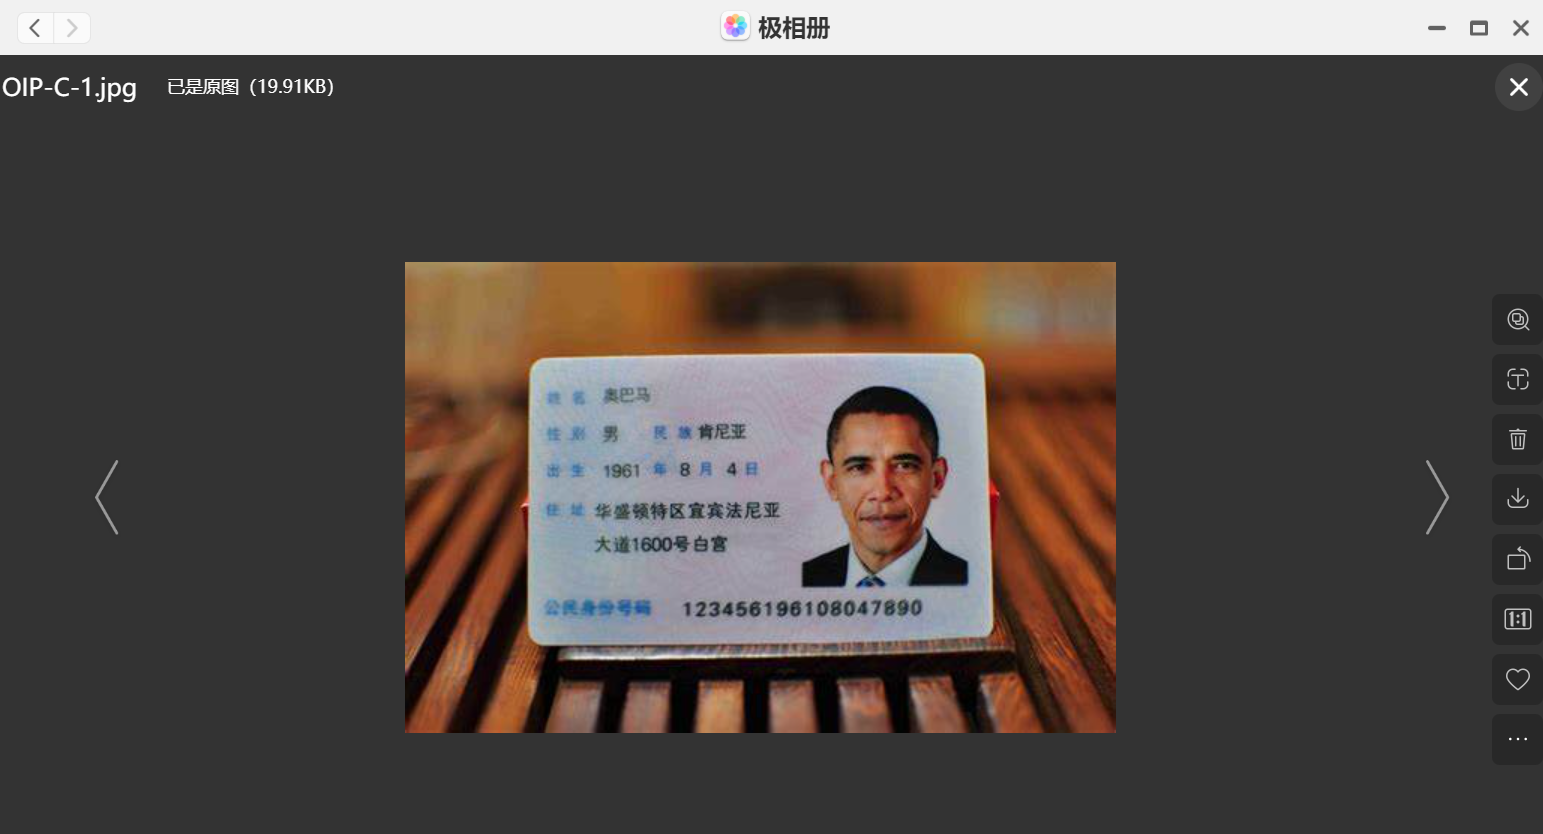 极相册
OIP-C-1.jpg 已是原图（19.91KB）
姓 名 奥巴马
性 别 男 民 族 肯尼亚
出 生 1961 年 8 月 4 日
住 址 华盛顿特区宜宾法尼亚
大道1600号白宫
公民身份号码 123456196108047890
1:1